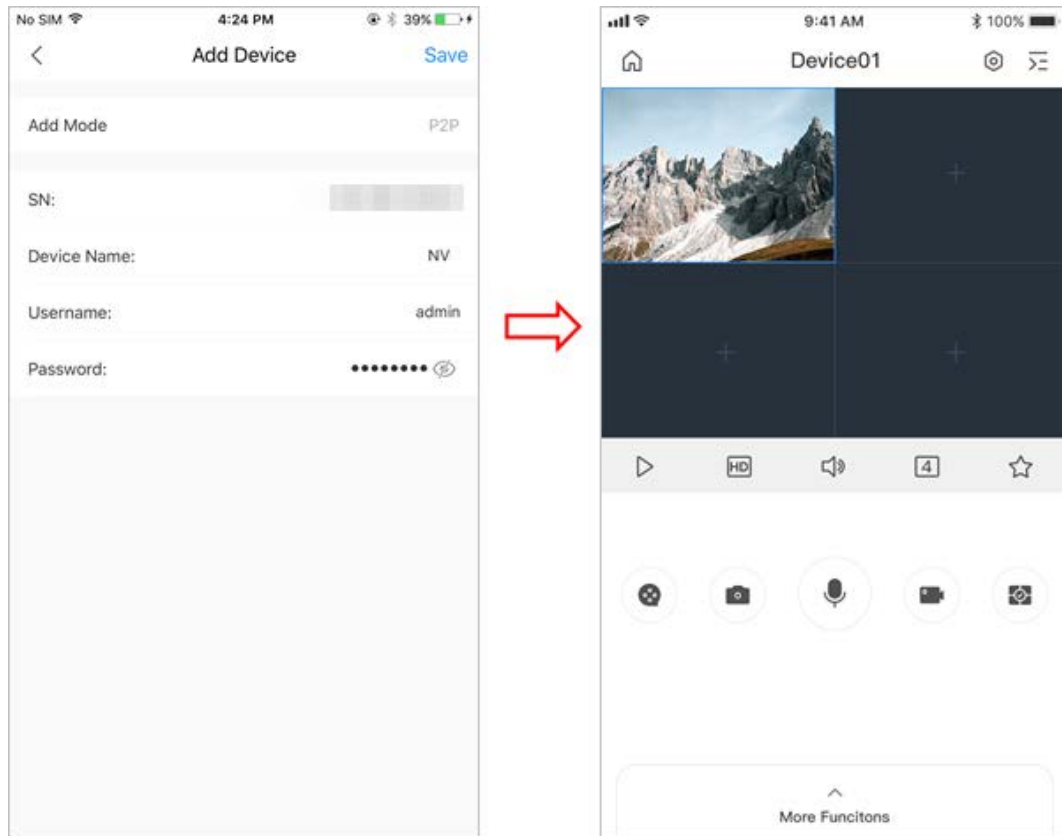 No SIM 4:24 PM 39%
Add Device Save
Add Mode P2P
SN:
Device Name: NV
Username: admin
Password: ••••••••
9:41 AM 100%
Device01
HD 4
More Funcitons